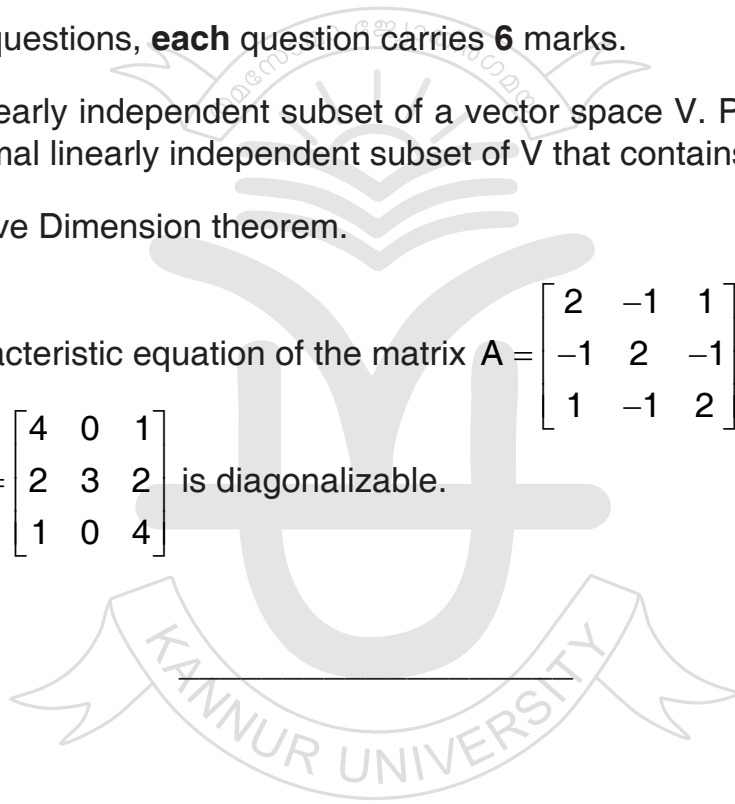 questions, each question carries 6 marks.
early independent subset of a vector space V. P
mal linearly independent subset of V that contains
ve Dimension theorem.
acteristic equation of the matrix A = [2 −1 1
−1 2 −1
1 −1 2]
= [4 0 1
2 3 2
1 0 4] is diagonalizable.
KANNUR UNIVERSITY